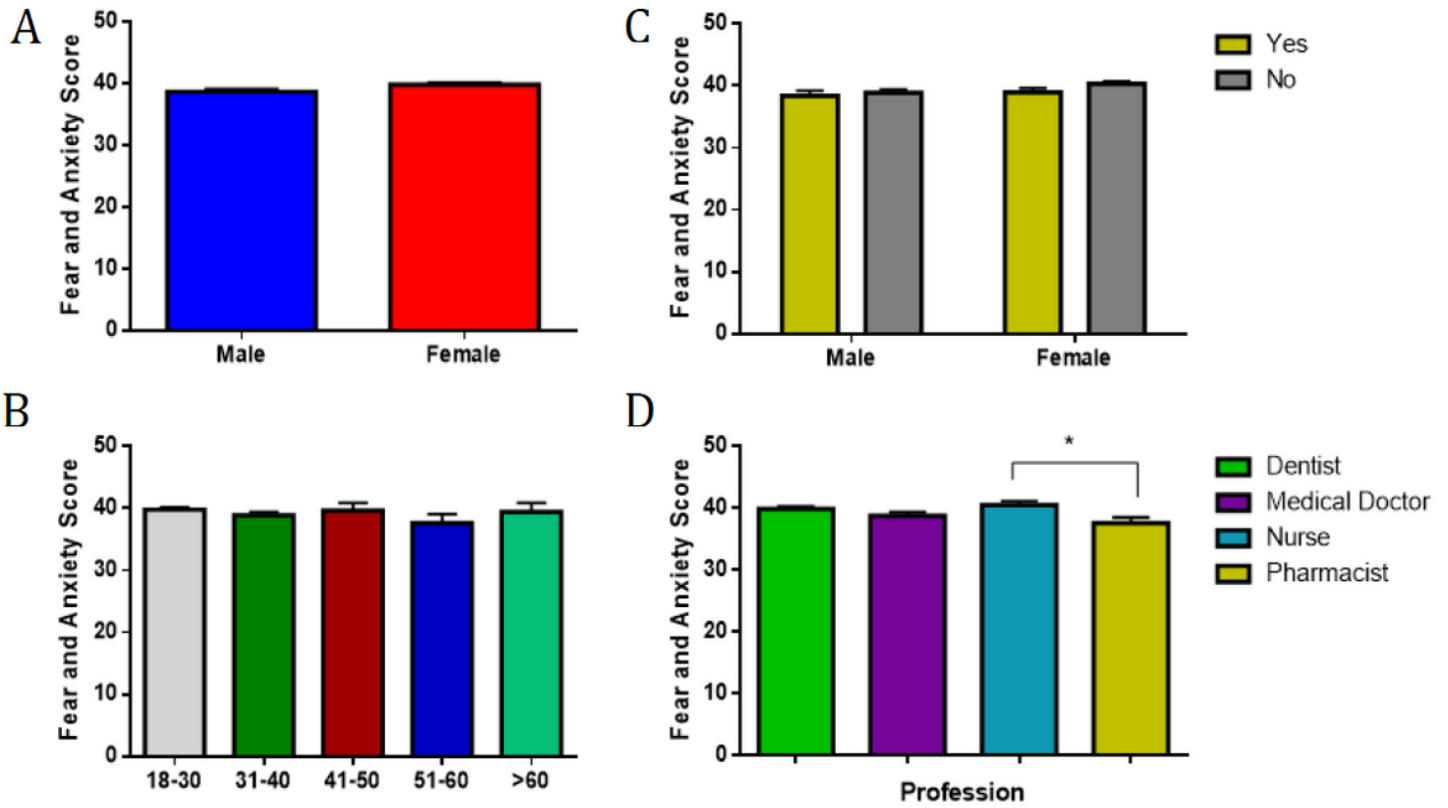 A
Fear and Anxiety Score
50
40
30
20
10
0
Male Female
C
Fear and Anxiety Score
50
40
30
20
10
0
Male Female
Yes
No
B
Fear and Anxiety Score
50
40
30
20
10
0
18-30 31-40 41-50 51-60 >60
D
Fear and Anxiety Score
50
40
30
20
10
0
*
Profession
Dentist
Medical Doctor
Nurse
Pharmacist